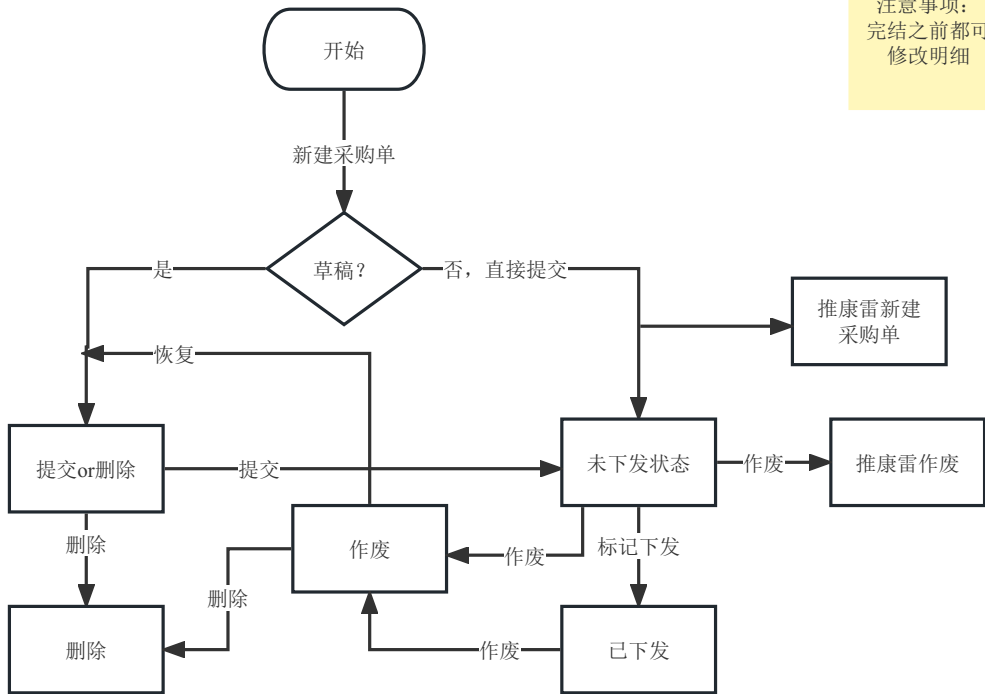 注意事项：
完结之前都可
修改明细
开始
新建采购单
草稿？
是
否，直接提交
推康雷新建
采购单
恢复
提交or删除
提交
未下发状态
作废
推康雷作废
删除
作废
作废
标记下发
删除
删除
作废
已下发